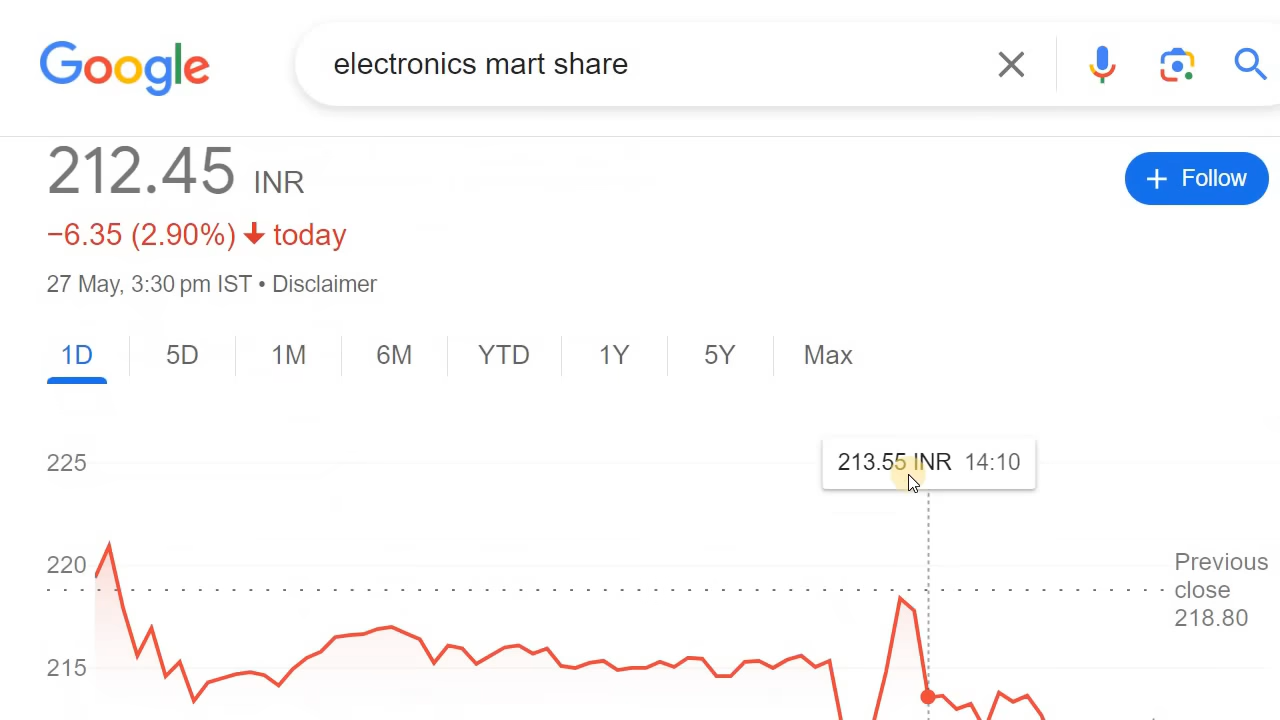 Google
electronics mart share
212.45 INR
+ Follow
−6.35 (2.90%) ↓ today
27 May, 3:30 pm IST • Disclaimer
1D 5D 1M 6M YTD 1Y 5Y Max
225
213.55 INR 14:10
220
Previous
close
218.80
215